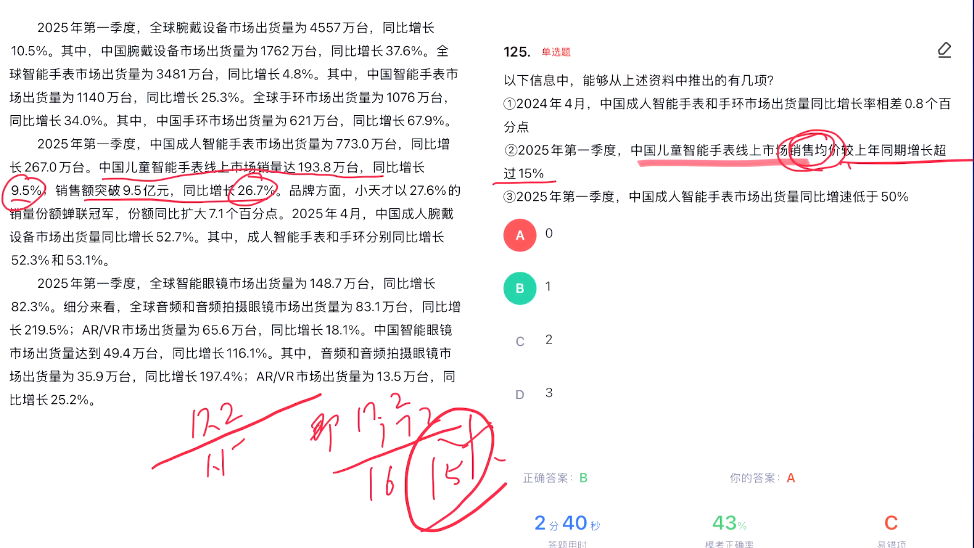 2025年第一季度，全球腕戴设备市场出货量为4557万台，同比增长
10.5%。其中，中国腕戴设备市场出货量为1762万台，同比增长37.6%。全
球智能手表市场出货量为3481万台，同比增长4.8%。其中，中国智能手表市
场出货量为1140万台，同比增长25.3%。全球手环市场出货量为1076万台，
同比增长34.0%。其中，中国手环市场出货量为621万台，同比增长67.9%。
2025年第一季度，中国成人智能手表市场出货量为773.0万台，同比增
长267.0万台。中国儿童智能手表线上市场销量达193.8万台，同比增长
9.5%，销售额突破9.5亿元，同比增长26.7%。品牌方面，小天才以27.6%的
销量份额蝉联冠军，份额同比扩大7.1个百分点。2025年4月，中国成人腕戴
设备市场出货量同比增长52.7%。其中，成人智能手表和手环分别同比增长
52.3%和53.1%。
2025年第一季度，全球智能眼镜市场出货量为148.7万台，同比增长
82.3%。细分来看，全球音频和音频拍摄眼镜市场出货量为83.1万台，同比增
长219.5%；AR/VR市场出货量为65.6万台，同比增长18.1%。中国智能眼镜
市场出货量达到49.4万台，同比增长116.1%。其中，音频和音频拍摄眼镜市
场出货量为35.9万台，同比增长197.4%；AR/VR市场出货量为13.5万台，同
比增长25.2%。
17.2
1.1
即 17.2
16
15
125. 单选题
以下信息中，能够从上述资料中推出的有几项？
①2024年4月，中国成人智能手表和手环市场出货量同比增长率相差0.8个百
分点
②2025年第一季度，中国儿童智能手表线上市场销售均价较上年同期增长超
过15%
③2025年第一季度，中国成人智能手表市场出货量同比增速低于50%
A 0
B 1
C 2
D 3
正确答案：B 你的答案：A
2分40秒 43% C
答题用时 模考正确率 易错项